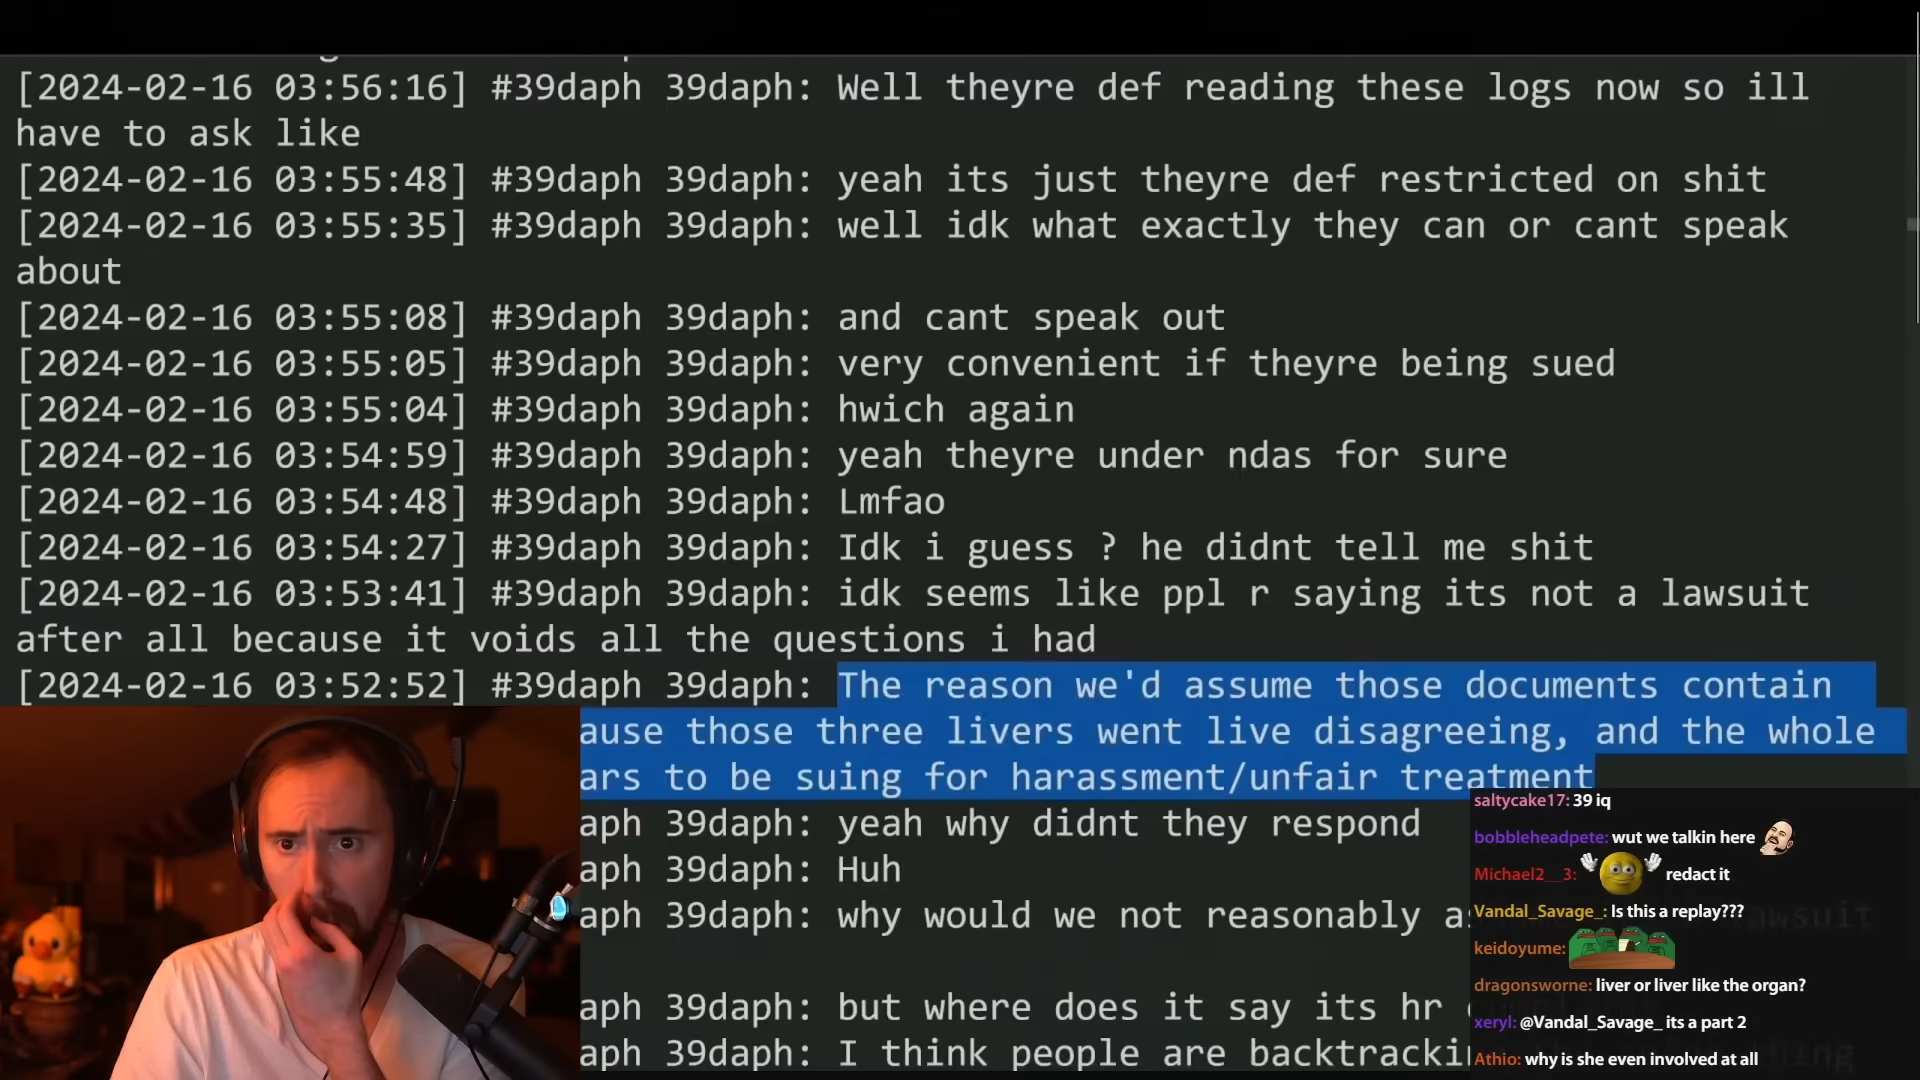 [2024-02-16 03:56:16] #39daph 39daph: Well theyre def reading these logs now so ill
have to ask like
[2024-02-16 03:55:48] #39daph 39daph: yeah its just theyre def restricted on shit
[2024-02-16 03:55:35] #39daph 39daph: well idk what exactly they can or cant speak
about
[2024-02-16 03:55:08] #39daph 39daph: and cant speak out
[2024-02-16 03:55:05] #39daph 39daph: very convenient if theyre being sued
[2024-02-16 03:55:04] #39daph 39daph: hwich again
[2024-02-16 03:54:59] #39daph 39daph: yeah theyre under ndas for sure
[2024-02-16 03:54:48] #39daph 39daph: Lmfao
[2024-02-16 03:54:27] #39daph 39daph: Idk i guess ? he didnt tell me shit
[2024-02-16 03:53:41] #39daph 39daph: idk seems like ppl r saying its not a lawsuit
after all because it voids all the questions i had
[2024-02-16 03:52:52] #39daph 39daph: The reason we'd assume those documents contain
ause those three livers went live disagreeing, and the whole
ars to be suing for harassment/unfair treatment
aph 39daph: yeah why didnt they respond
aph 39daph: Huh
aph 39daph: why would we not reasonably as lawsuit
aph 39daph: but where does it say its hr
aph 39daph: I think people are backtracki thing
saltycake17: 39 iq
bobbleheadpete: wut we talkin here
Michael2__3: redact it
Vandal_Savage_: Is this a replay???
keidoyume:
dragonsworne: liver or liver like the organ?
xeryl: @Vandal_Savage_ its a part 2
Athio: why is she even involved at all